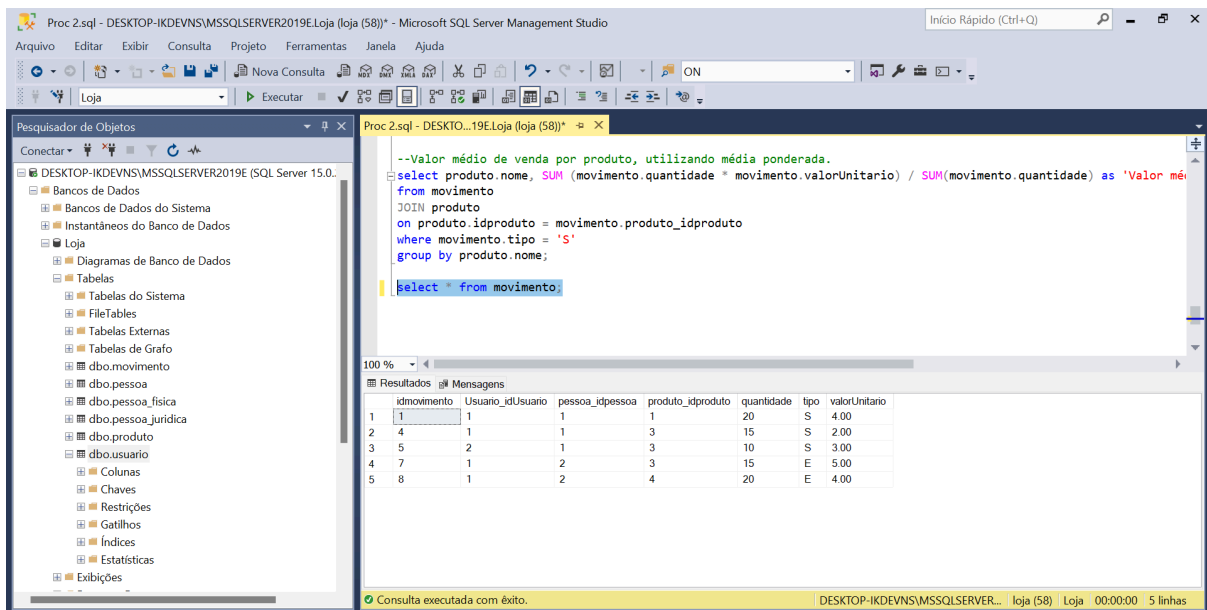 Proc 2.sql - DESKTOP-IKDEVNS\MSSQLSERVER2019E.Loja (loja (58))* - Microsoft SQL Server Management Studio
Início Rápido (Ctrl+Q)
Arquivo Editar Exibir Consulta Projeto Ferramentas Janela Ajuda
Nova Consulta MDX DMX XMLA DAX ON
Loja Executar
Pesquisador de Objetos
Conectar
DESKTOP-IKDEVNS\MSSQLSERVER2019E (SQL Server 15.0..
Bancos de Dados
Bancos de Dados do Sistema
Instantâneos do Banco de Dados
Loja
Diagramas de Banco de Dados
Tabelas
Tabelas do Sistema
FileTables
Tabelas Externas
Tabelas de Grafo
dbo.movimento
dbo.pessoa
dbo.pessoa_fisica
dbo.pessoa_juridica
dbo.produto
dbo.usuario
Colunas
Chaves
Restrições
Gatilhos
Índices
Estatísticas
Exibições
Proc 2.sql - DESKTO...19E.Loja (loja (58))*
--Valor médio de venda por produto, utilizando média ponderada.
select produto.nome, SUM (movimento.quantidade * movimento.valorUnitario) / SUM(movimento.quantidade) as 'Valor mé
from movimento
JOIN produto
on produto.idproduto = movimento.produto_idproduto
where movimento.tipo = 'S'
group by produto.nome;
select * from movimento;
100 %
Resultados Mensagens
idmovimento Usuario_idUsuario pessoa_idpessoa produto_idproduto quantidade tipo valorUnitario
1 1 1 1 1 20 S 4.00
2 4 1 1 3 15 S 2.00
3 5 2 1 3 10 S 3.00
4 7 1 2 3 15 E 5.00
5 8 1 2 4 20 E 4.00
Consulta executada com êxito. DESKTOP-IKDEVNS\MSSQLSERVER... loja (58) Loja 00:00:00 5 linhas